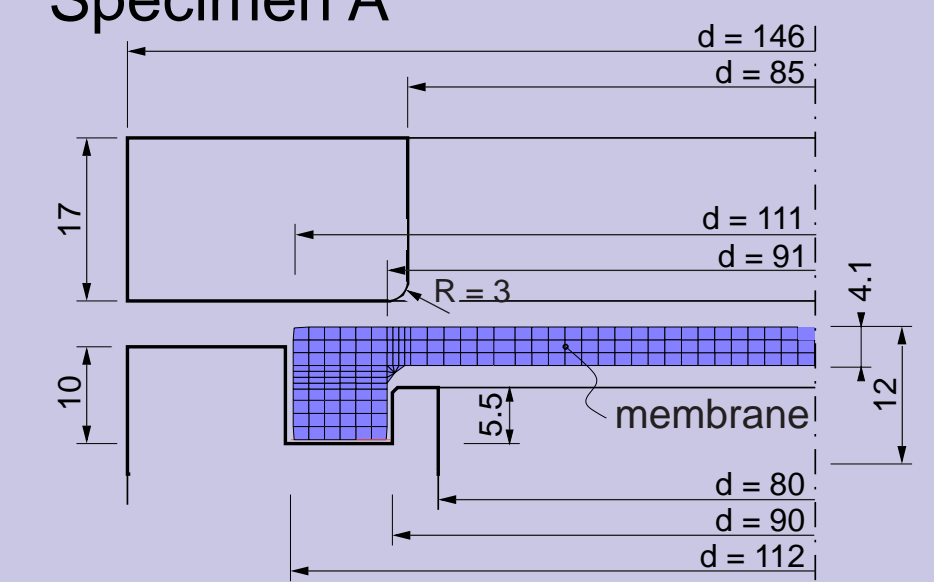 Specimen A
d = 146
d = 85
17
d = 111
d = 91
R = 3
4.1
10
12
5.5
membrane
d = 80
d = 90
d = 112